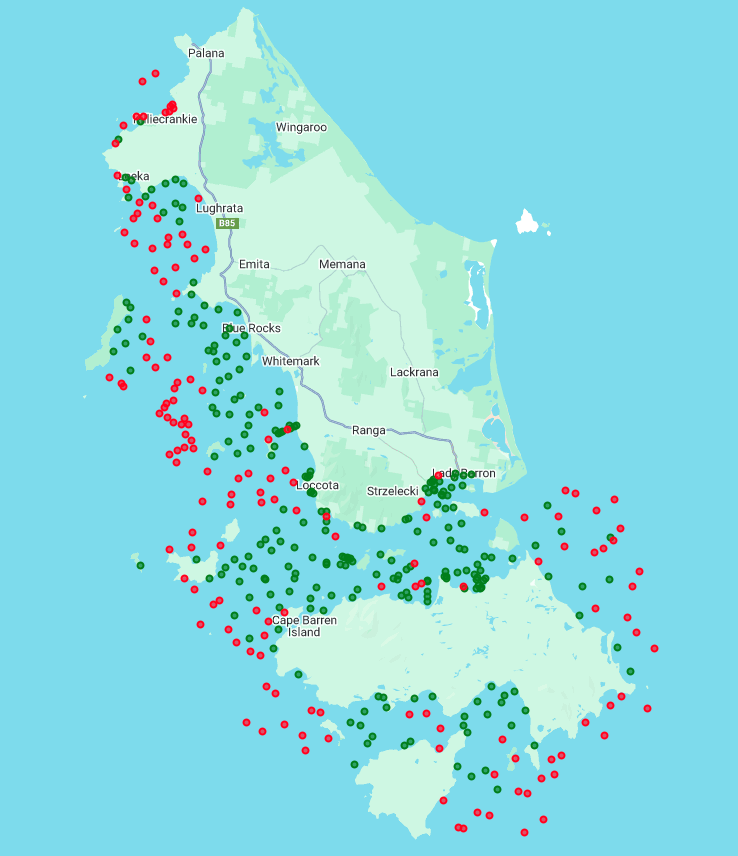 Palana
Killiecrankie
Wingaroo
Leeka
Lughrata
B85
Emita
Memana
Blue Rocks
Whitemark
Lackrana
Ranga
Lady Barron
Loccota
Strzelecki
Cape Barren
Island